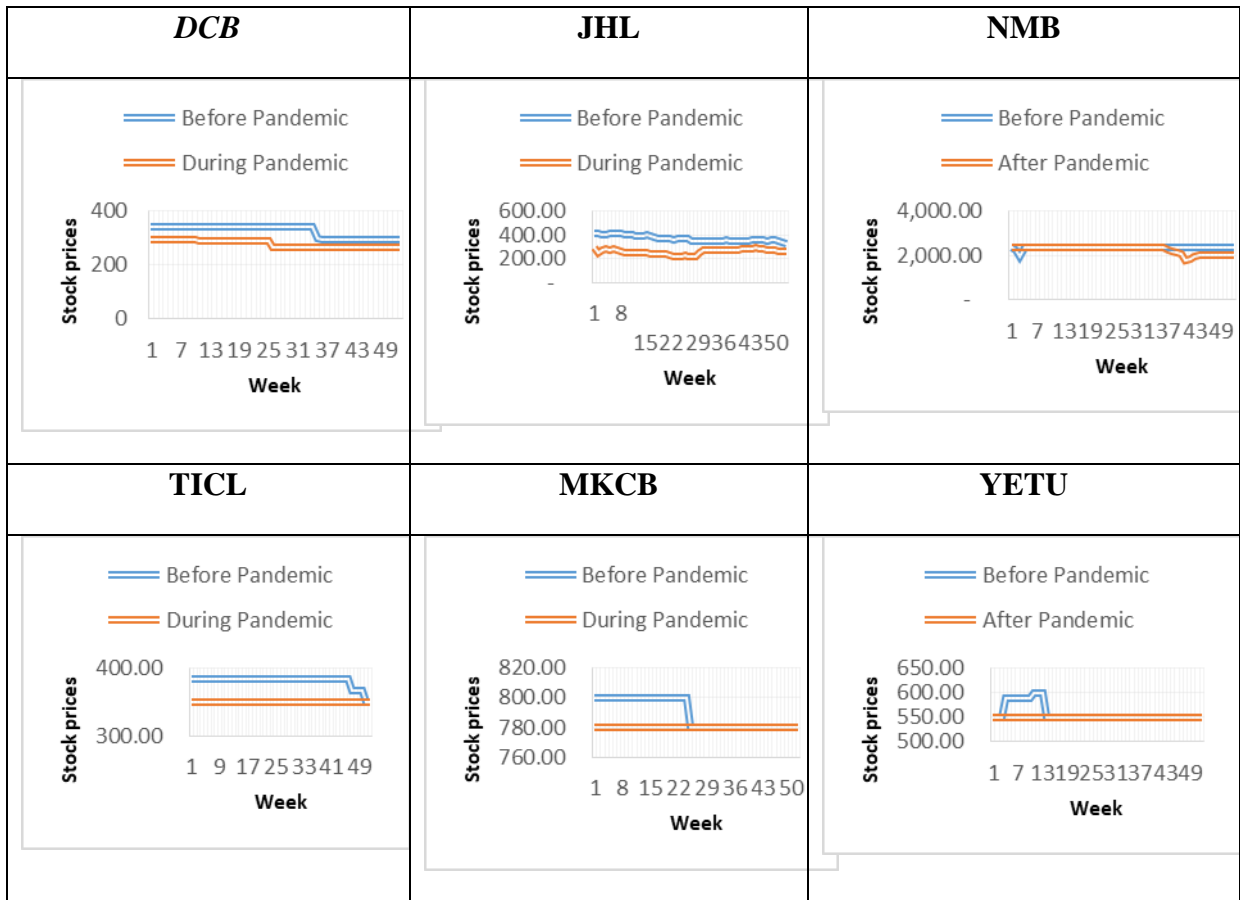 DCB
JHL
NMB
Before Pandemic
During Pandemic
Stock prices
400
200
0
1 7 13 19 25 31 37 43 49
Week
Before Pandemic
During Pandemic
Stock prices
600.00
400.00
200.00
-
1 8
15 22 29 36 43 50
Week
Before Pandemic
After Pandemic
Stock prices
4,000.00
2,000.00
-
1 7 13 19 25 31 37 43 49
Week
TICL
MKCB
YETU
Before Pandemic
During Pandemic
Stock prices
400.00
300.00
1 9 17 25 33 41 49
Week
Before Pandemic
During Pandemic
Stock prices
820.00
800.00
780.00
760.00
1 8 15 22 29 36 43 50
Week
Before Pandemic
After Pandemic
Stock prices
650.00
600.00
550.00
500.00
1 7 13 19 25 31 37 43 49
Week